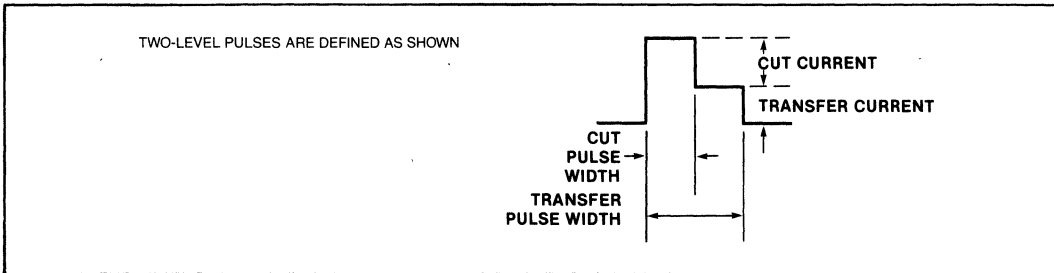 TWO-LEVEL PULSES ARE DEFINED AS SHOWN
CUT CURRENT
TRANSFER CURRENT
CUT
PULSE
WIDTH
TRANSFER
PULSE WIDTH